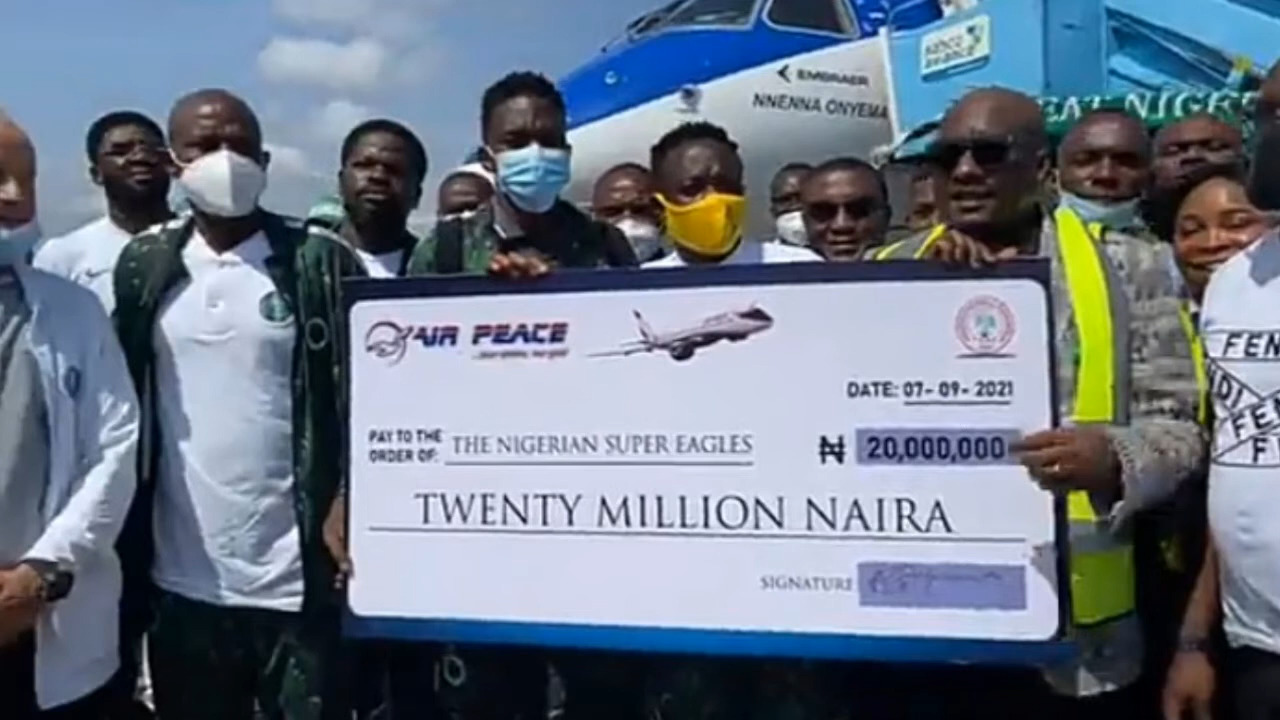 EMBRAER
NNENNA ONYEMA
AIR PEACE
DATE: 07-09-2021
PAY TO THE
ORDER OF: THE NIGERIAN SUPER EAGLES
₦ 20,000,000
TWENTY MILLION NAIRA
SIGNATURE
FEN
FEN